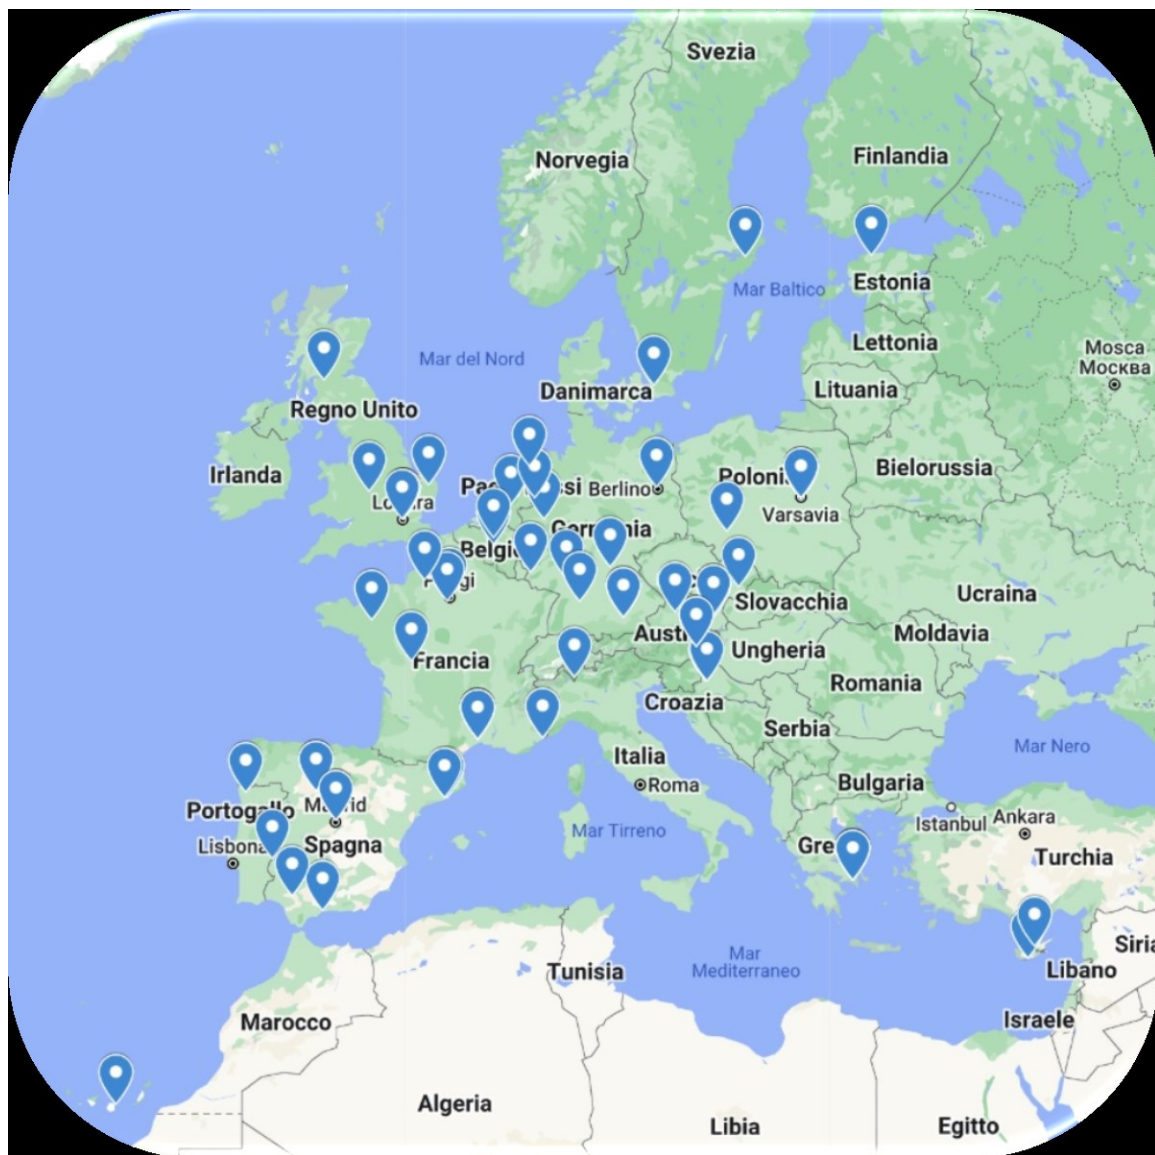 Svezia
Norvegia
Finlandia
Mar Baltico
Estonia
Lettonia
Mosca
Москва
Mar del Nord
Danimarca
Lituania
Regno Unito
Irlanda
Bielorussia
Berlino
Varsavia
Slovacchia
Ucraina
Ungheria
Moldavia
Francia
Romania
Croazia
Serbia
Mar Nero
Italia
Roma
Bulgaria
Istanbul
Ankara
Mar Tirreno
Lisbona
Spagna
Turchia
Mar
Mediterraneo
Tunisia
Libano
Marocco
Israele
Algeria
Libia
Egitto